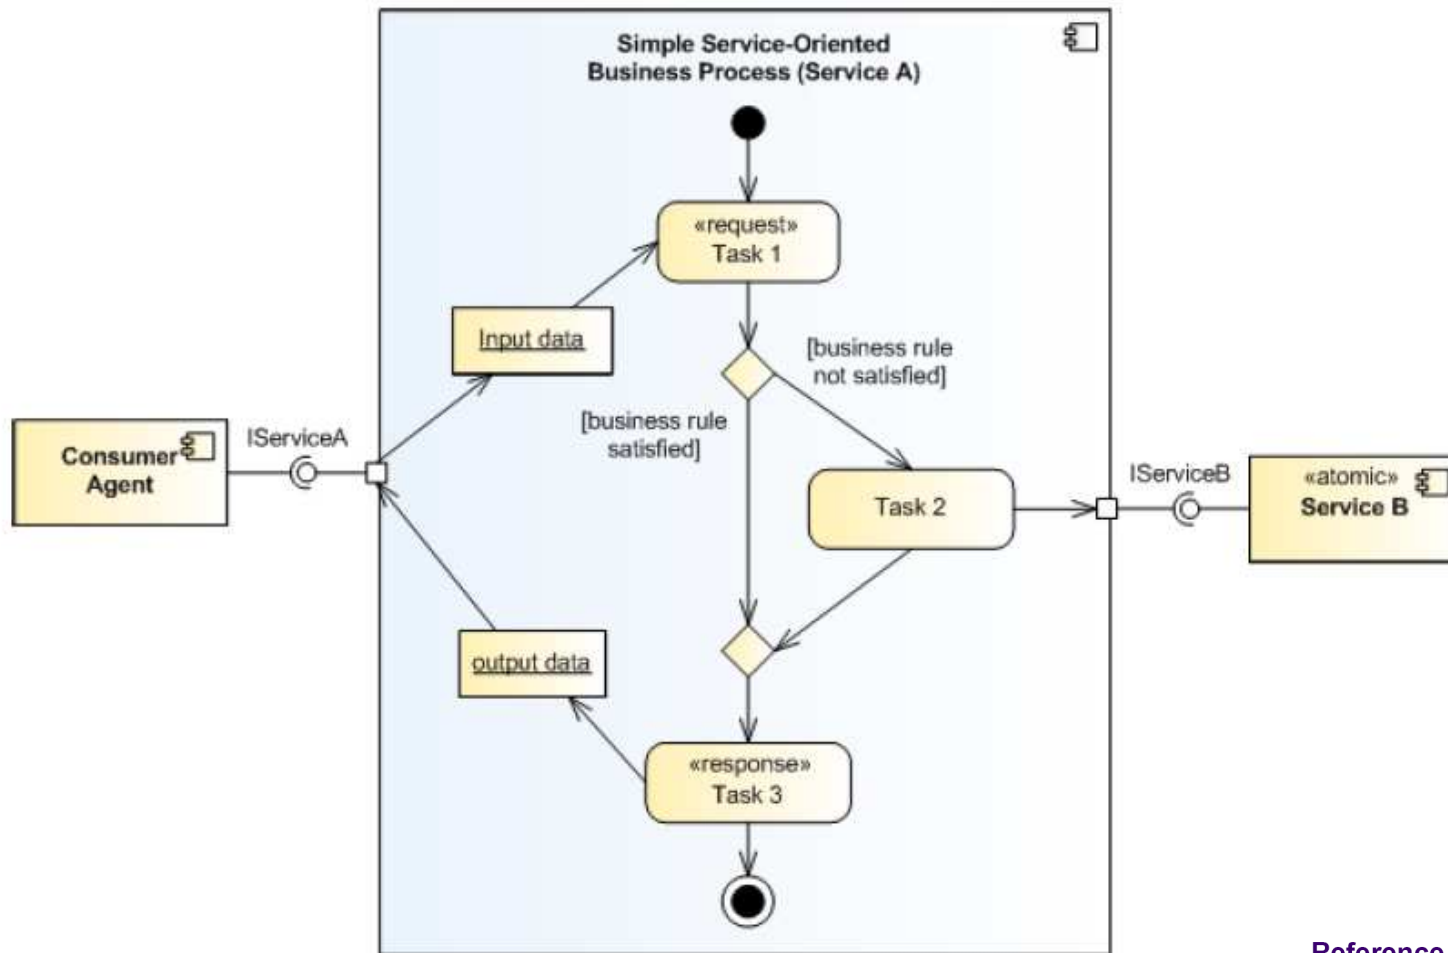 Simple Service-Oriented
Business Process (Service A)
«request»
Task 1
Input data
[business rule
not satisfied]
[business rule
satisfied]
Consumer
Agent
IServiceA
Task 2
IServiceB
«atomic»
Service B
output data
«response»
Task 3
Reference